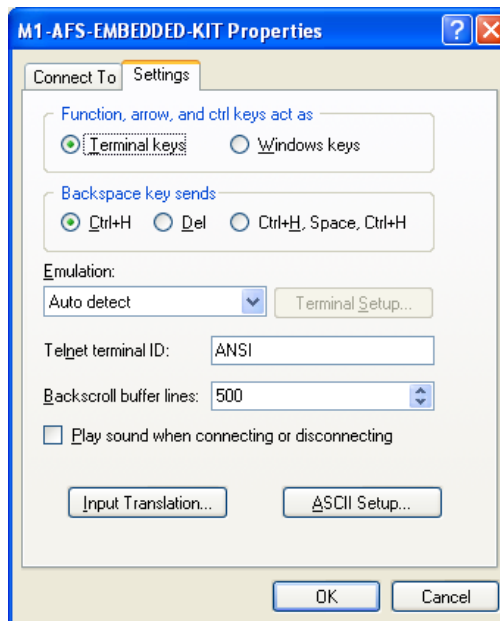 M1-AFS-EMBEDDED-KIT Properties
Connect To Settings
Function, arrow, and ctrl keys act as
Terminal keys Windows keys
Backspace key sends
Ctrl+H Del Ctrl+H, Space, Ctrl+H
Emulation:
Auto detect Terminal Setup...
Telnet terminal ID: ANSI
Backscroll buffer lines: 500
Play sound when connecting or disconnecting
Input Translation... ASCII Setup...
OK Cancel